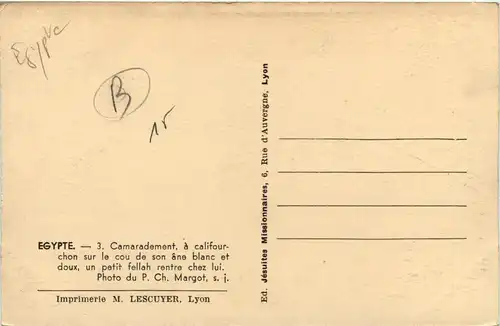 Egypte
B
15
EGYPTE. — 3. Camaradement, à califour-
chon sur le cou de son âne blanc et
doux, un petit fellah rentre chez lui.
Photo du P. Ch. Margot, s. j.
Imprimerie M. LESCUYER, Lyon
Ed. Jésuites Missionnaires, 6, Rue d'Auvergne, Lyon